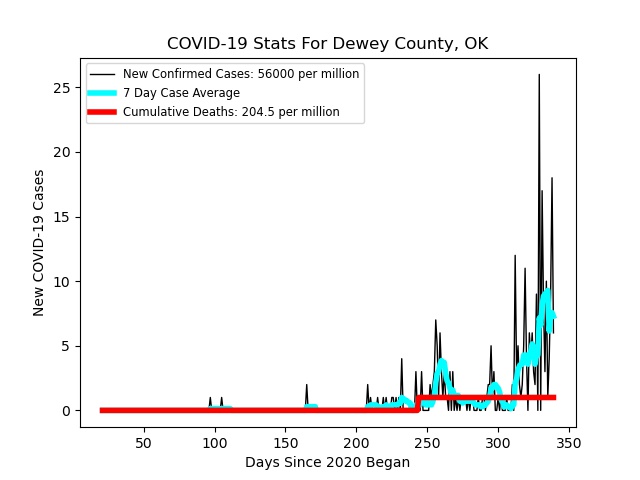 COVID-19 Stats For Dewey County, OK
New Confirmed Cases: 56000 per million
7 Day Case Average
Cumulative Deaths: 204.5 per million
New COVID-19 Cases
25
20
15
10
5
0
50 100 150 200 250 300 350
Days Since 2020 Began